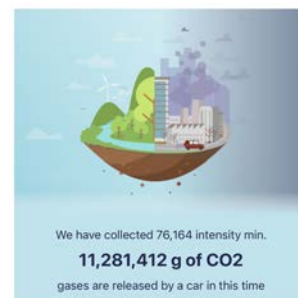 We have collected 76,164 intensity min.
11,281,412 g of CO2
gases are released by a car in this time